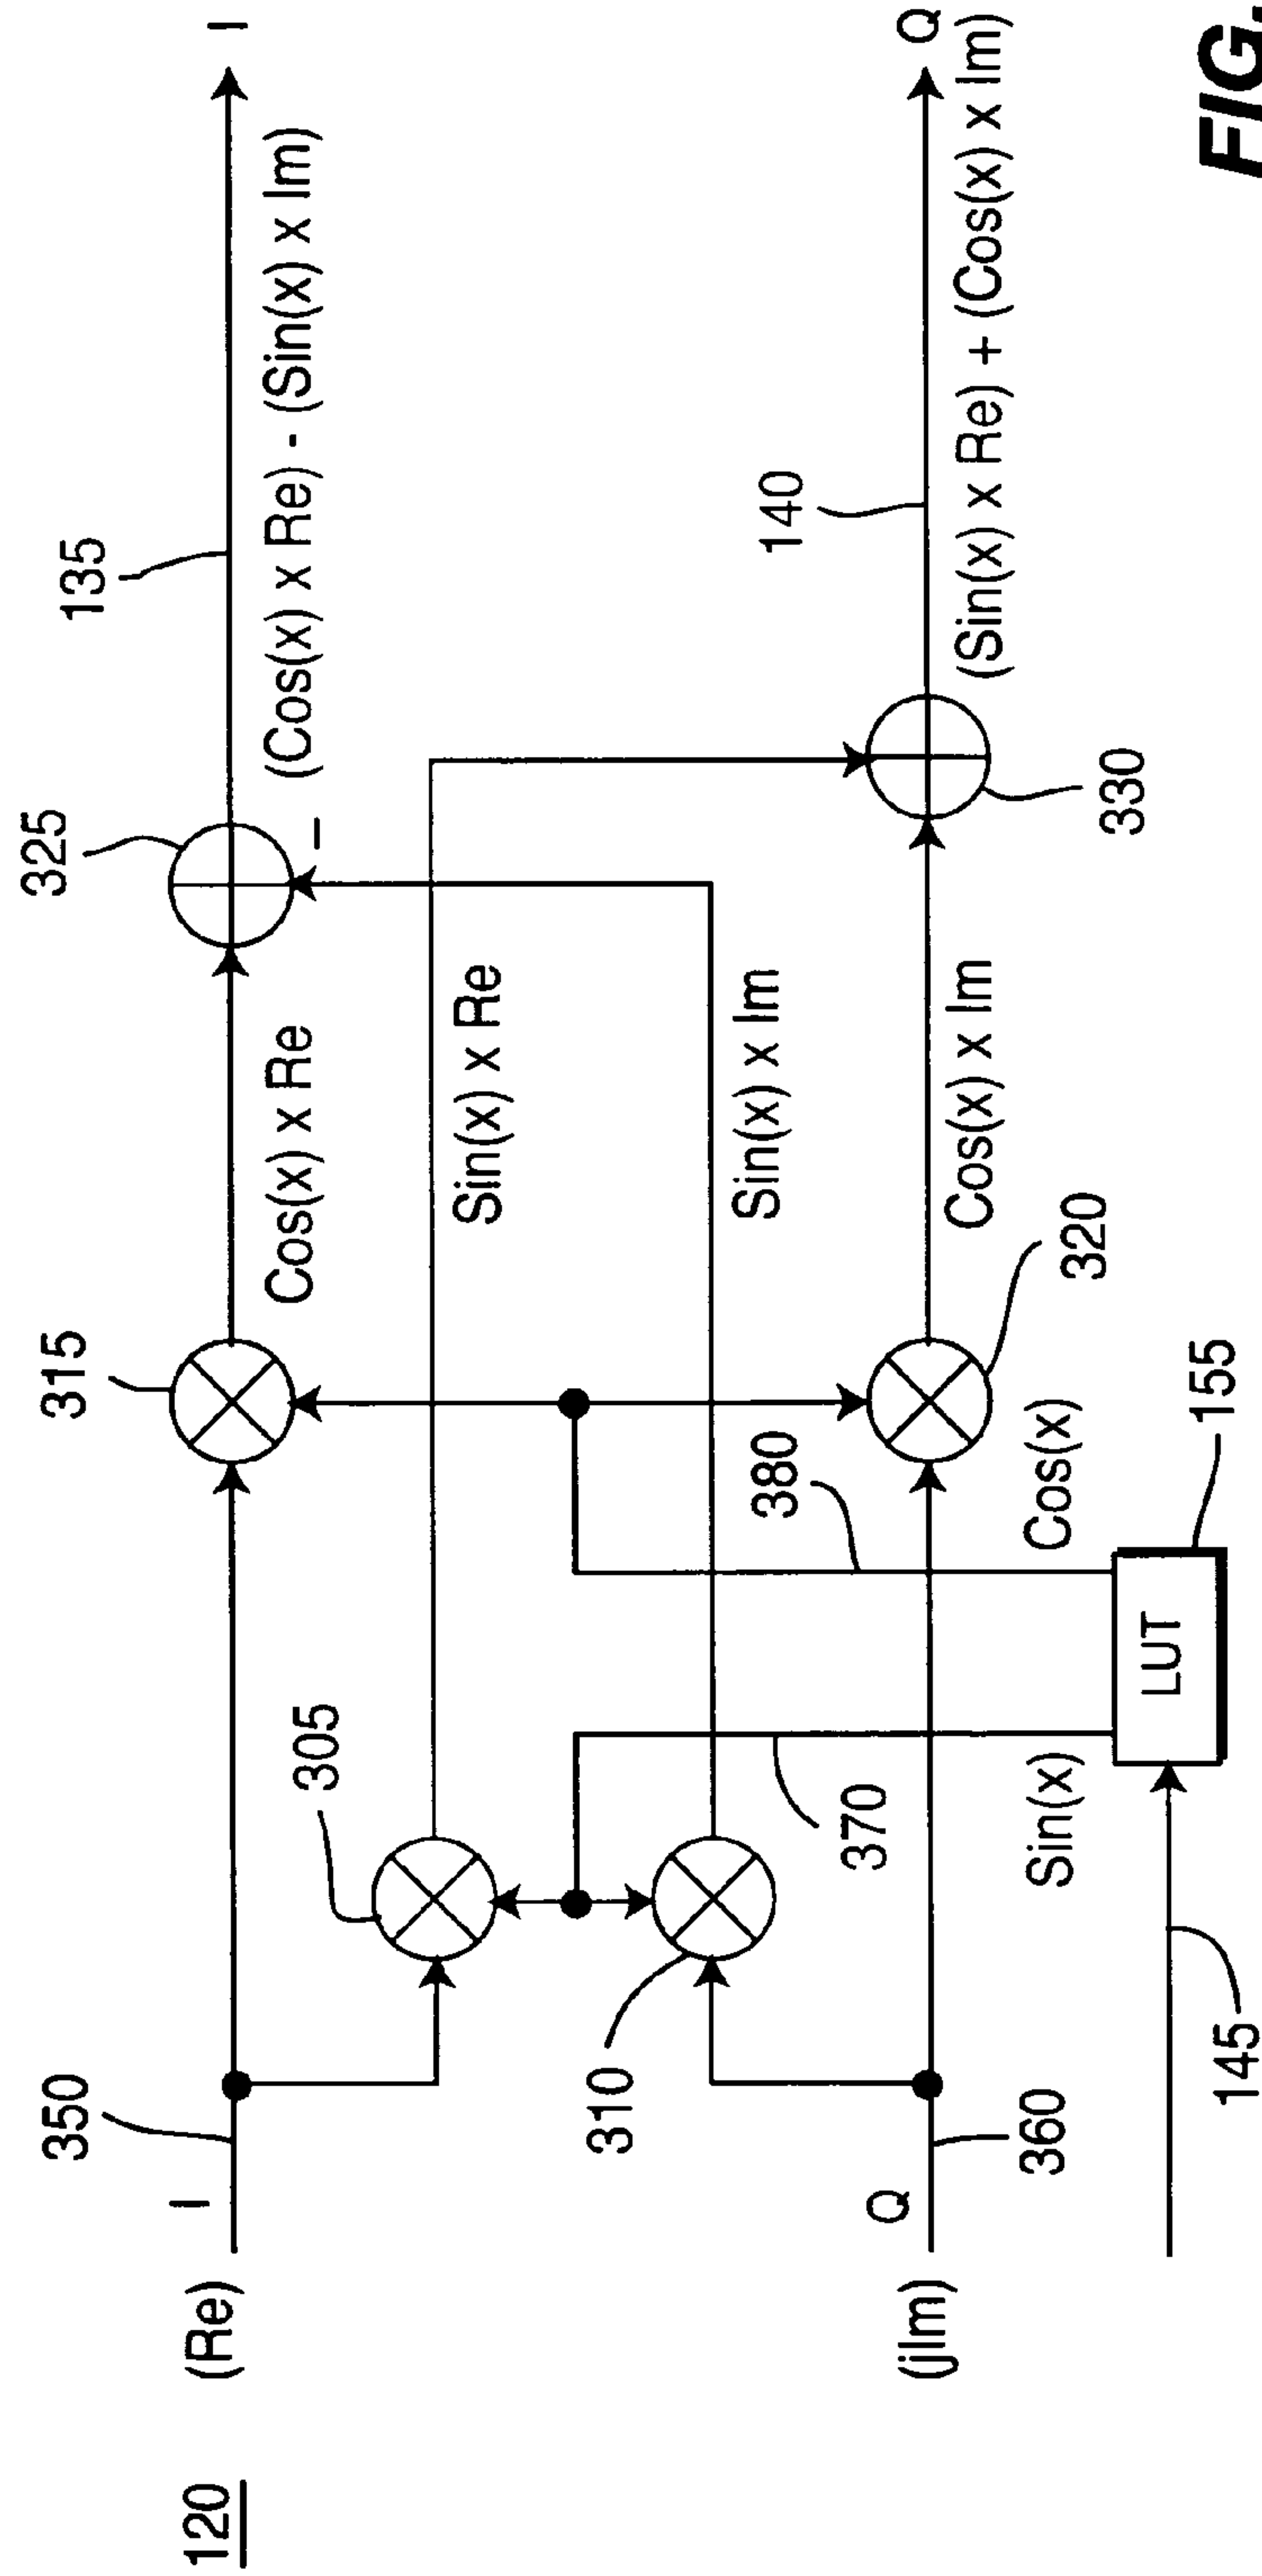 120
(Re)
I
350
315
325
135
I
Cos(x) x Re
(Cos(x) x Re) - (Sin(x) x Im)
–
305
Sin(x) x Re
310
Sin(x) x Im
370
380
140
(jIm)
Q
360
Cos(x) x Im
320
330
Q
(Sin(x) x Re) + (Cos(x) x Im)
Sin(x)
Cos(x)
LUT
155
145
FIG.